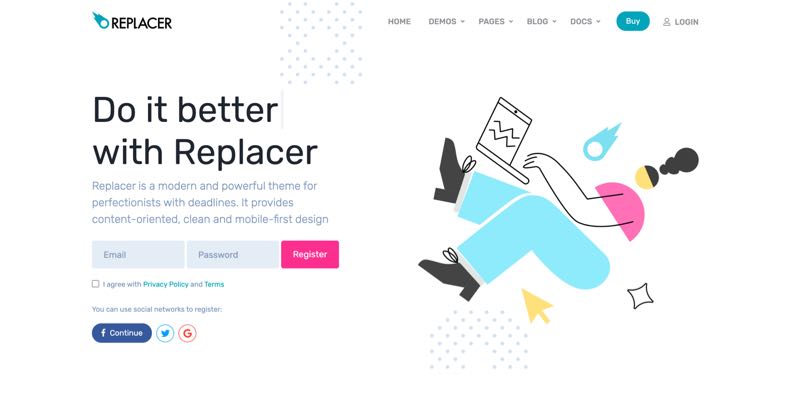 REPLACER
HOME DEMOS PAGES BLOG DOCS Buy LOGIN
Do it better
with Replacer
Replacer is a modern and powerful theme for
perfectionists with deadlines. It provides
content-oriented, clean and mobile-first design
Email Password Register
I agree with Privacy Policy and Terms
You can use social networks to register:
f Continue G